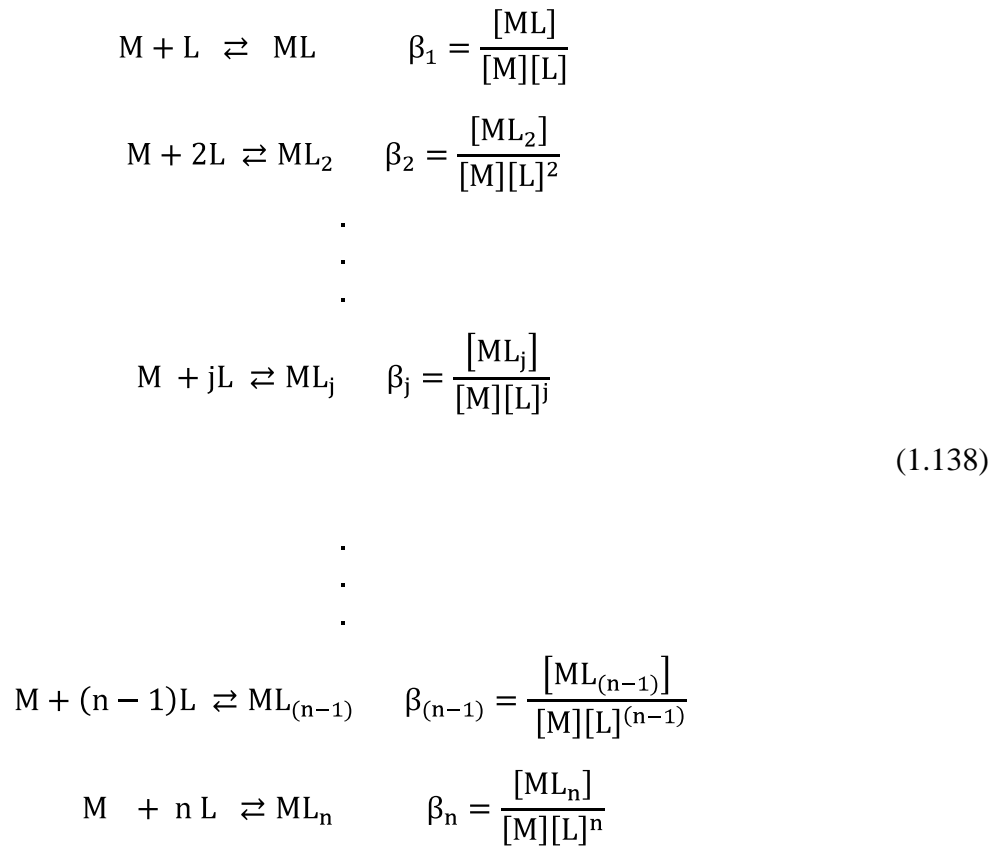 M + L ⇄ ML β₁ = [ML] / [M][L]
M + 2L ⇄ ML₂ β₂ = [ML₂] / [M][L]²
.
.
.
M + jL ⇄ MLⱼ βⱼ = [MLⱼ] / [M][L]ʲ
(1.138)
.
.
.
M + (n − 1)L ⇄ ML₍ₙ₋₁₎ β₍ₙ₋₁₎ = [ML₍ₙ₋₁₎] / [M][L]⁽ⁿ⁻¹⁾
M + n L ⇄ MLₙ βₙ = [MLₙ] / [M][L]ⁿ